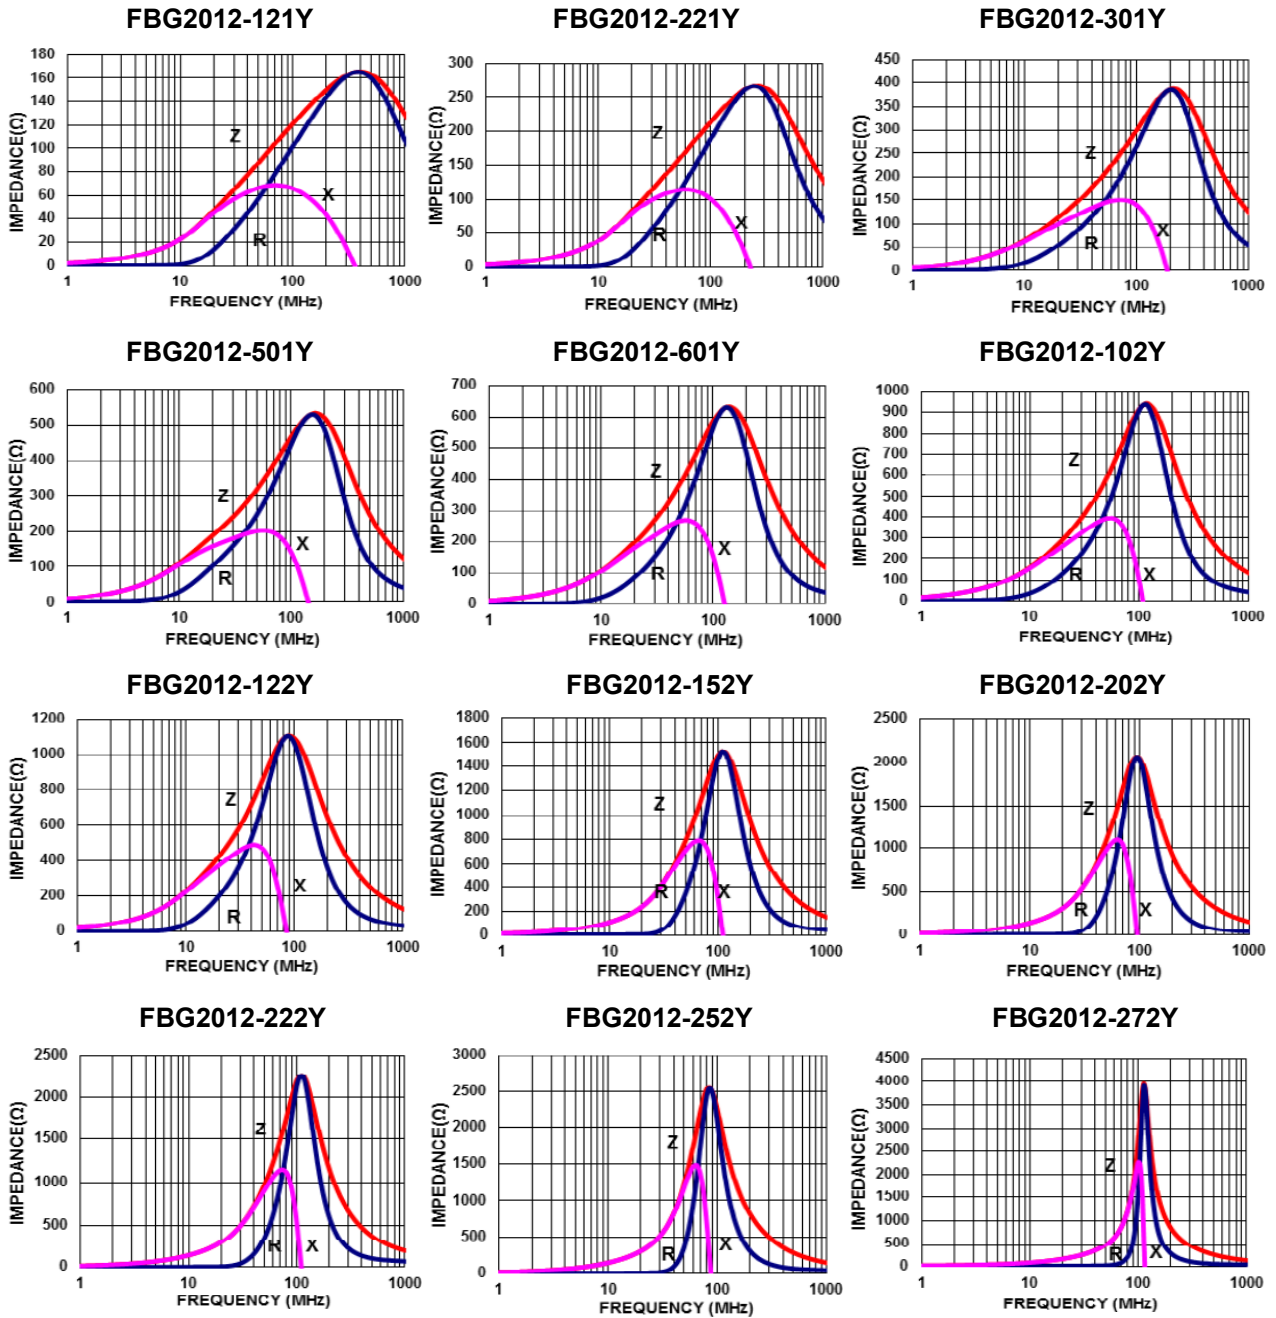 FBG2012-121Y
FBG2012-221Y
FBG2012-301Y
IMPEDANCE(Ω)
180
160
140
120
100
80
60
40
20
0
Z
X
R
1
10
100
1000
FREQUENCY (MHz)
IMPEDANCE(Ω)
300
250
200
150
100
50
0
Z
X
R
1
10
100
1000
FREQUENCY (MHz)
IMPEDANCE(Ω)
450
400
350
300
250
200
150
100
50
0
Z
X
R
1
10
100
1000
FREQUENCY (MHz)
FBG2012-501Y
FBG2012-601Y
FBG2012-102Y
IMPEDANCE(Ω)
600
500
400
300
200
100
0
Z
X
R
1
10
100
1000
FREQUENCY (MHz)
IMPEDANCE(Ω)
700
600
500
400
300
200
100
0
Z
X
R
1
10
100
1000
FREQUENCY (MHz)
IMPEDANCE(Ω)
1000
900
800
700
600
500
400
300
200
100
0
Z
R
X
1
10
100
1000
FREQUENCY (MHz)
FBG2012-122Y
FBG2012-152Y
FBG2012-202Y
IMPEDANCE(Ω)
1200
1000
800
600
400
200
0
Z
X
R
1
10
100
1000
FREQUENCY (MHz)
IMPEDANCE(Ω)
1800
1600
1400
1200
1000
800
600
400
200
0
Z
R
X
1
10
100
1000
FREQUENCY (MHz)
IMPEDANCE(Ω)
2500
2000
1500
1000
500
0
Z
R
X
1
10
100
1000
FREQUENCY (MHz)
FBG2012-222Y
FBG2012-252Y
FBG2012-272Y
IMPEDANCE(Ω)
2500
2000
1500
1000
500
0
Z
R
X
1
10
100
1000
FREQUENCY (MHz)
IMPEDANCE(Ω)
3000
2500
2000
1500
1000
500
0
Z
R
X
1
10
100
1000
FREQUENCY (MHz)
IMPEDANCE(Ω)
4500
4000
3500
3000
2500
2000
1500
1000
500
0
Z
R
X
1
10
100
1000
FREQUENCY (MHz)